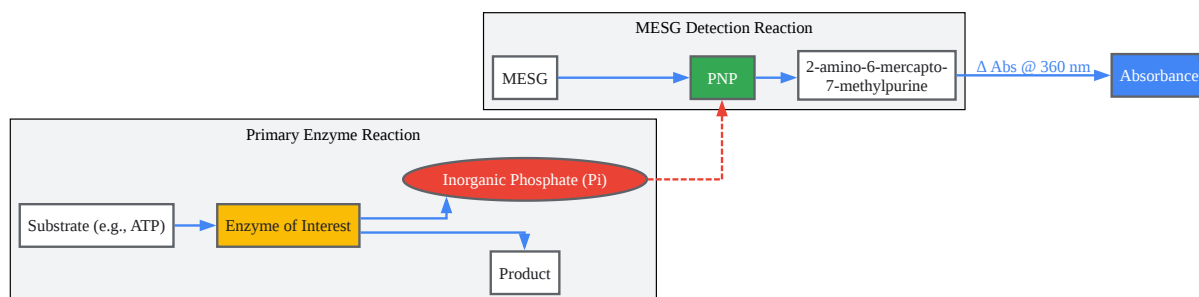 MESG Detection Reaction
MESG
PNP
2-amino-6-mercapto-
7-methylpurine
Δ Abs @ 360 nm
Absorbance
Primary Enzyme Reaction
Inorganic Phosphate (Pi)
Substrate (e.g., ATP)
Enzyme of Interest
Product